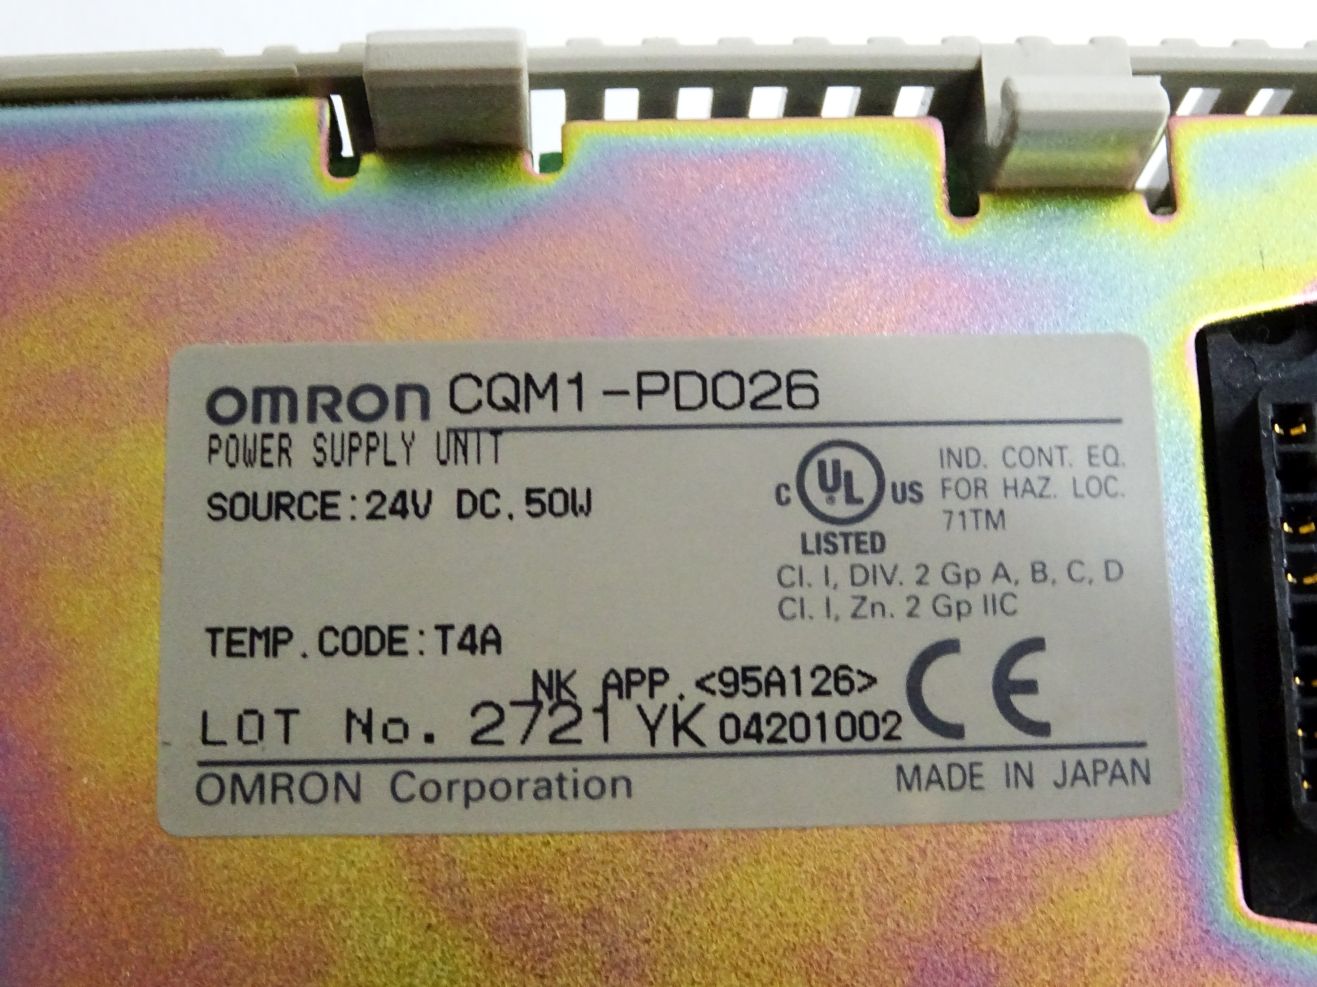 OMRON CQM1-PD026
POWER SUPPLY UNIT
SOURCE:24V DC.50W
C UL US IND. CONT. EQ.
FOR HAZ. LOC.
71TM
LISTED
Cl. I, DIV. 2 Gp A, B, C, D
Cl. I, Zn. 2 Gp IIC
TEMP.CODE:T4A
NK APP.<95A126>
LOT No. 2721YK 04201002 CE
OMRON Corporation MADE IN JAPAN